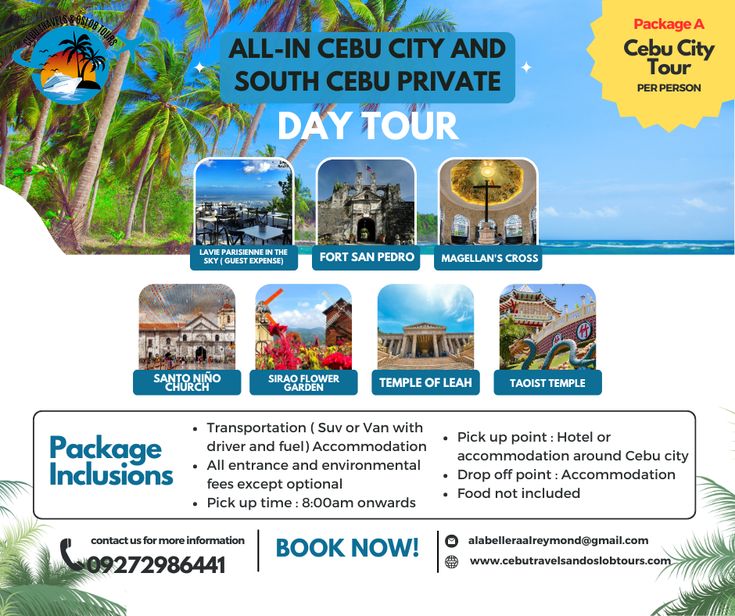 CEBU TRAVELS & OSLOB TOURS
ALL-IN CEBU CITY AND
SOUTH CEBU PRIVATE
DAY TOUR
Package A
Cebu City
Tour
PER PERSON
LAVIE PARISIENNE IN THE
SKY ( GUEST EXPENSE)
FORT SAN PEDRO
MAGELLAN'S CROSS
SANTO NIÑO
CHURCH
SIRAO FLOWER
GARDEN
TEMPLE OF LEAH
TAOIST TEMPLE
Package
Inclusions
• Transportation ( Suv or Van with
driver and fuel) Accommodation
• All entrance and environmental
fees except optional
• Pick up time : 8:00am onwards
• Pick up point : Hotel or
accommodation around Cebu city
• Drop off point : Accommodation
• Food not included
contact us for more information
09272986441
BOOK NOW!
alabelleraalreymond@gmail.com
www.cebutravelsandoslobtours.com